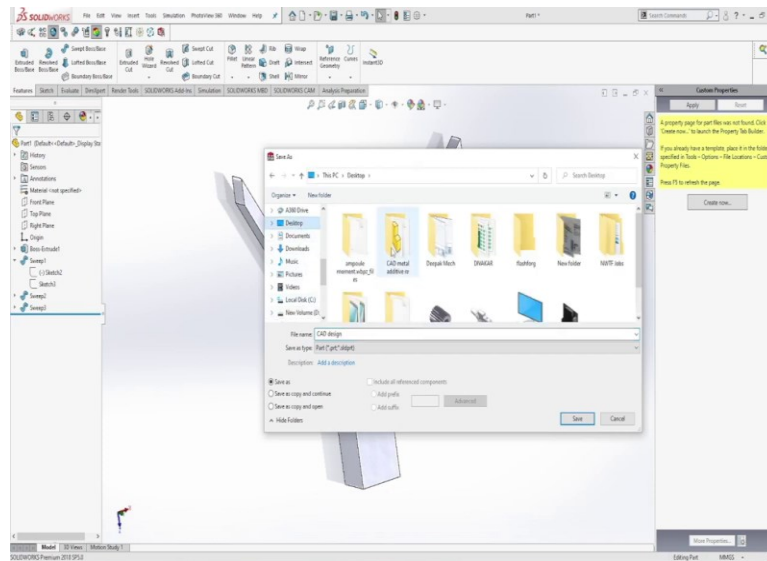 SOLIDWORKS File Edit View Insert Tools Simulation PhotoView 360 Window Help
Part1 *
Search Commands
Extruded Boss/Base
Revolved Boss/Base
Swept Boss/Base
Lofted Boss/Base
Boundary Boss/Base
Extruded Cut
Hole Wizard
Revolved Cut
Swept Cut
Lofted Cut
Boundary Cut
Fillet
Linear Pattern
Rib
Draft
Shell
Wrap
Intersect
Mirror
Reference Geometry
Curves
Instant3D
Features Sketch Evaluate DimXpert Render Tools SOLIDWORKS Add-Ins Simulation SOLIDWORKS MBD SOLIDWORKS CAM Analysis Preparation
Part1 (Default<<Default>_Display Sta
History
Sensors
Annotations
Material <not specified>
Front Plane
Top Plane
Right Plane
Origin
Boss-Extrude1
Sweep1
(-) Sketch2
Sketch3
Sweep2
Sweep3
Save As
This PC > Desktop >
Search Desktop
Organize New folder
A360 Drive
Desktop
Documents
Downloads
Music
Pictures
Videos
Local Disk (C:)
New Volume (D:
CAD metal additive re
Deepak Mech
DIVAKAR
flashforg
New folder
NWTF Jobs
File name: CAD design
Save as type: Part (*.prt;*.sldprt)
Description: Add a description
Save as
Save as copy and continue
Save as copy and open
Include all referenced components
Add prefix
Add suffix
Advanced
Hide Folders
Save Cancel
Custom Properties
Apply Reset
A property page for part files was not found. Click
"Create now..." to launch the Property Tab Builder.
If you already have a template, place it in the folde
specified in Tools - Options - File Locations - Cust
Property Files.
Press F5 to refresh the page.
Create now...
More Properties...
Model 3D Views Motion Study 1
SOLIDWORKS Premium 2018 SP5.0
Editing Part MMGS